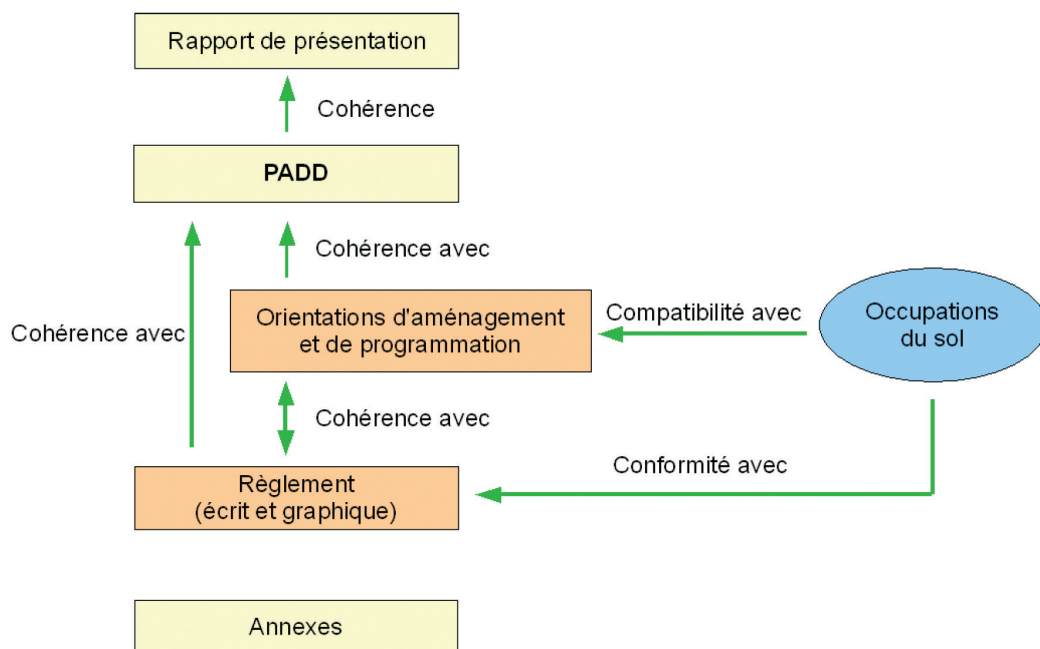 Rapport de présentation
Cohérence
PADD
Cohérence avec
Cohérence avec
Orientations d'aménagement
et de programmation
Compatibilité avec
Occupations
du sol
Cohérence avec
Conformité avec
Règlement
(écrit et graphique)
Annexes